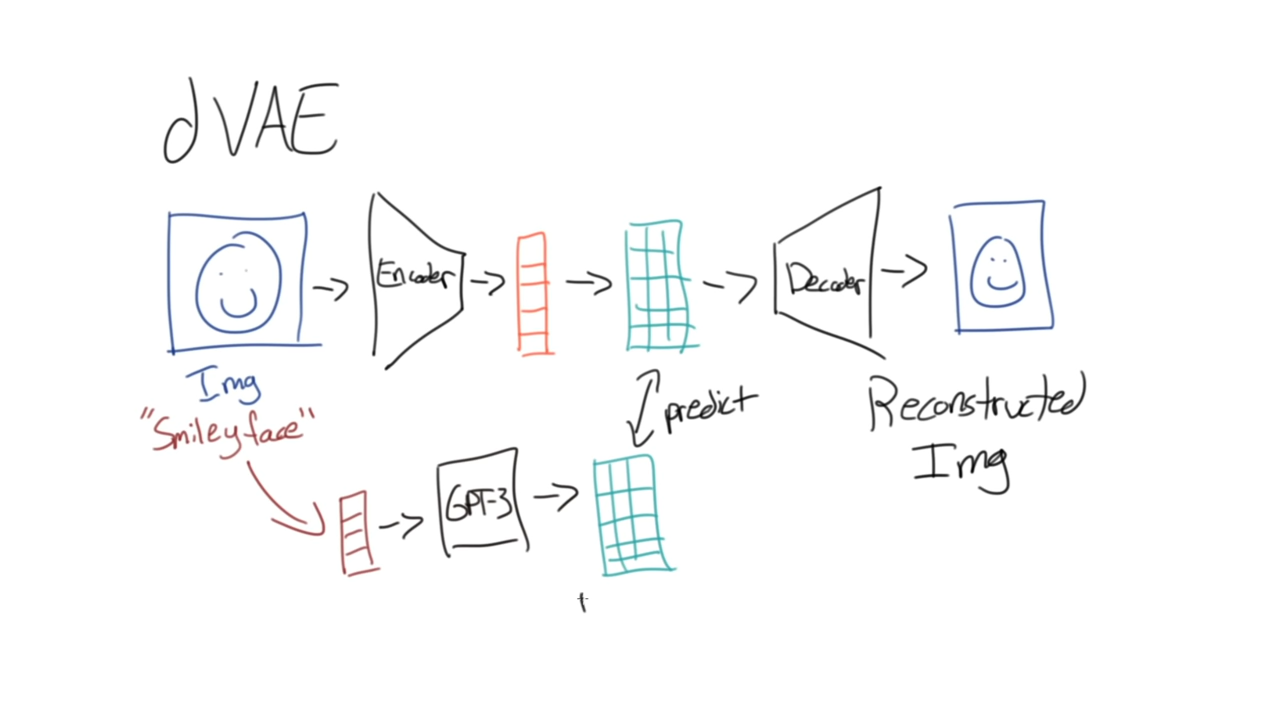 dVAE
Encoder
Decoder
Img
"Smileyface"
predict
Reconstructed
Img
GPT-3